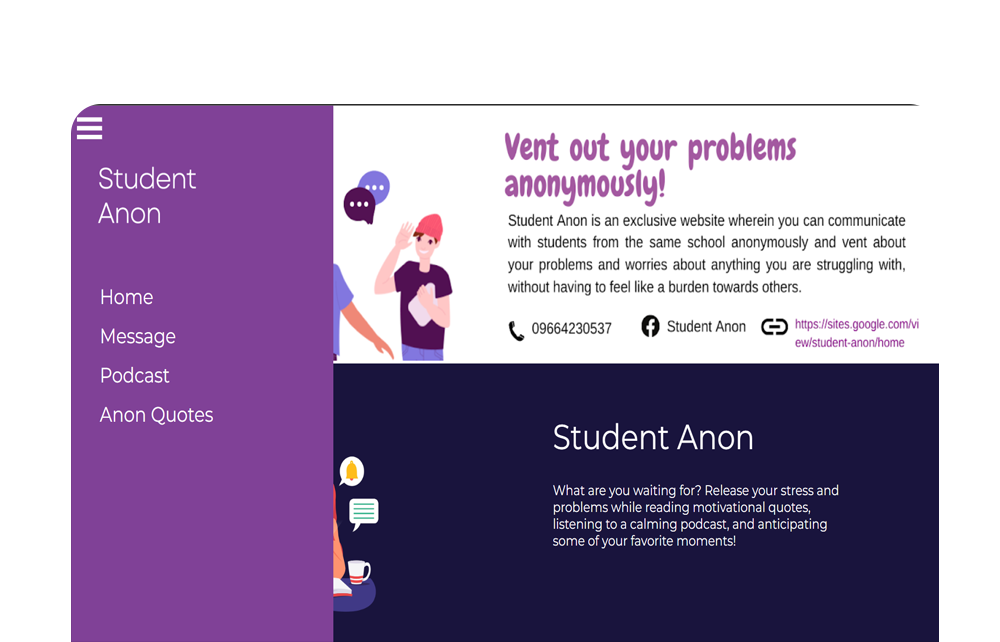 Student
Anon
Home
Message
Podcast
Anon Quotes
Vent out your problems
anonymously!
Student Anon is an exclusive website wherein you can communicate
with students from the same school anonymously and vent about
your problems and worries about anything you are struggling with,
without having to feel like a burden towards others.
09664230537
Student Anon
https://sites.google.com/vi
ew/student-anon/home
Student Anon
What are you waiting for? Release your stress and
problems while reading motivational quotes,
listening to a calming podcast, and anticipating
some of your favorite moments!